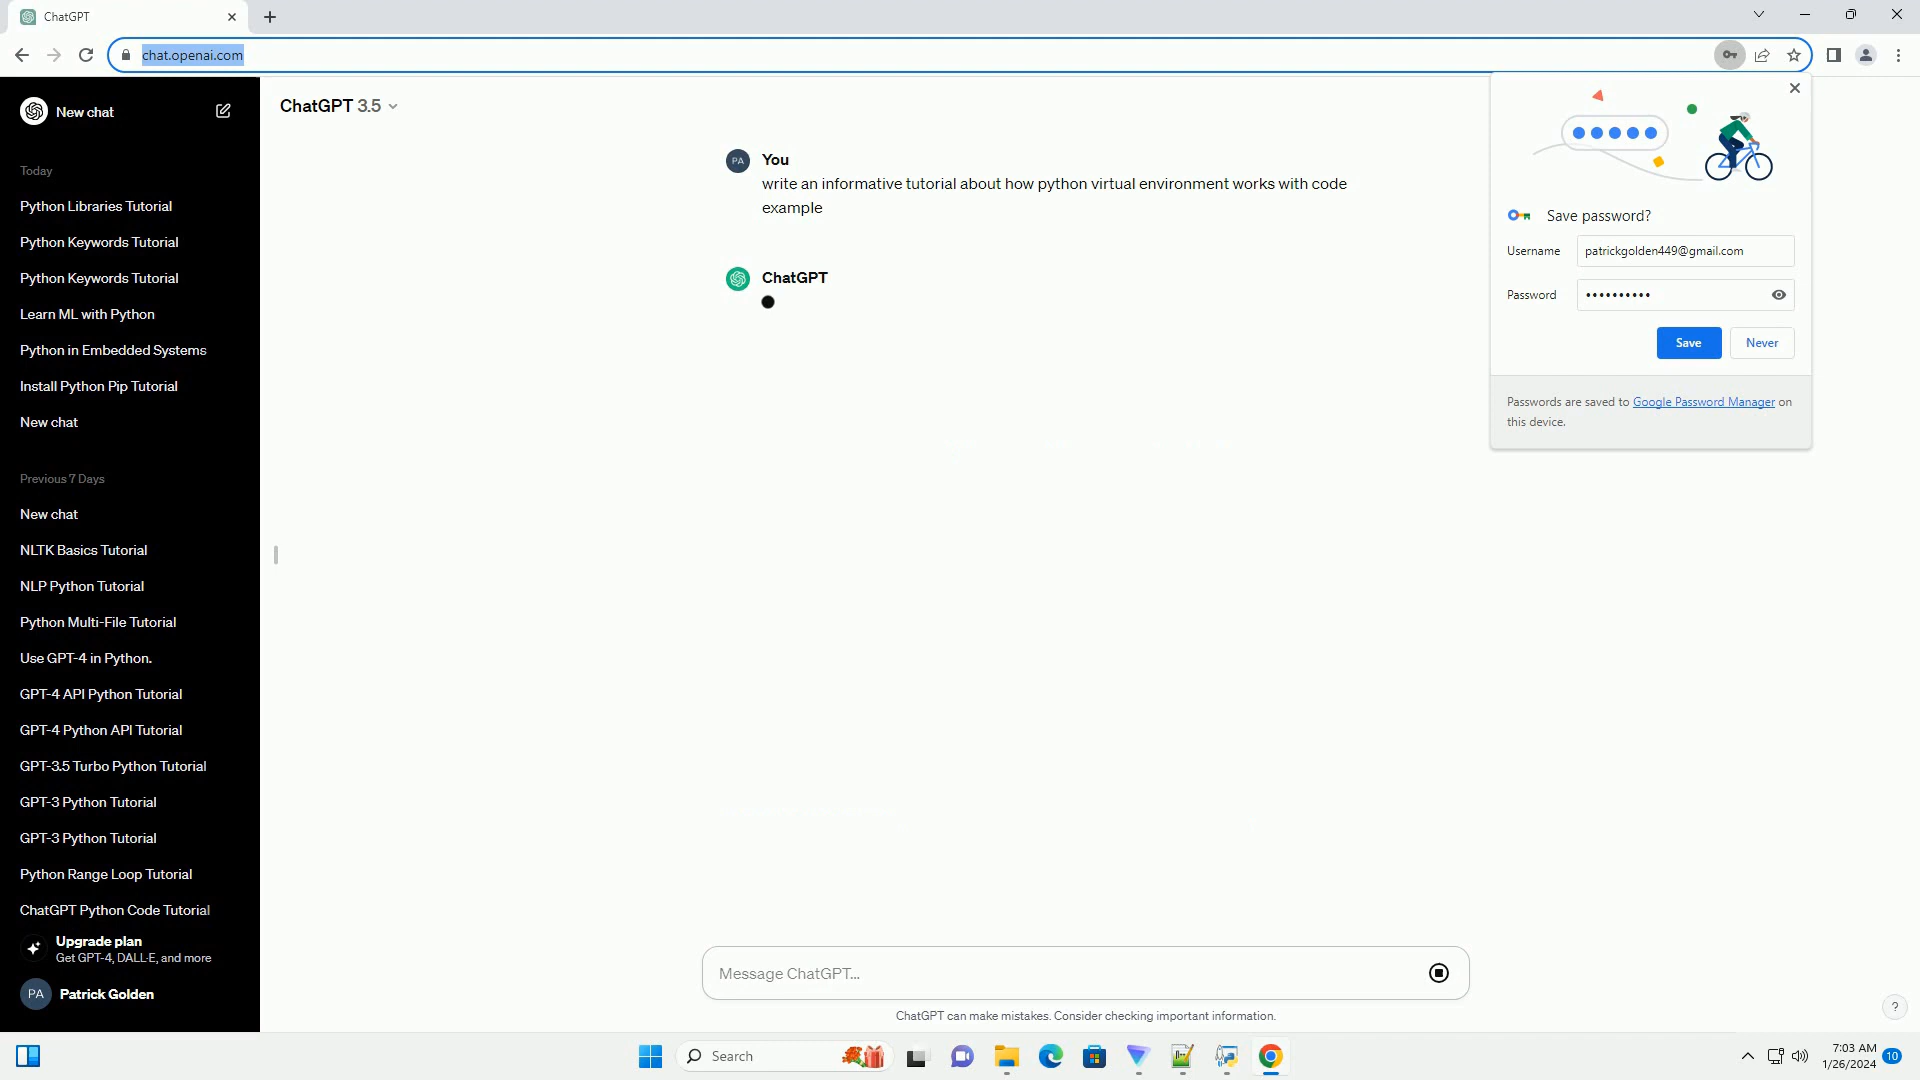 ChatGPT
chat.openai.com
New chat
Today
Python Libraries Tutorial
Python Keywords Tutorial
Python Keywords Tutorial
Learn ML with Python
Python in Embedded Systems
Install Python Pip Tutorial
New chat
Previous 7 Days
New chat
NLTK Basics Tutorial
NLP Python Tutorial
Python Multi-File Tutorial
Use GPT-4 in Python.
GPT-4 API Python Tutorial
GPT-4 Python API Tutorial
GPT-3.5 Turbo Python Tutorial
GPT-3 Python Tutorial
GPT-3 Python Tutorial
Python Range Loop Tutorial
ChatGPT Python Code Tutorial
Upgrade plan
Get GPT-4, DALL·E, and more
PA Patrick Golden
ChatGPT 3.5
PA You
write an informative tutorial about how python virtual environment works with code
example
ChatGPT
Message ChatGPT...
ChatGPT can make mistakes. Consider checking important information.
?
Save password?
Username patrickgolden449@gmail.com
Password ••••••••••
Save Never
Passwords are saved to Google Password Manager on
this device.
Search
7:03 AM
1/26/2024
10